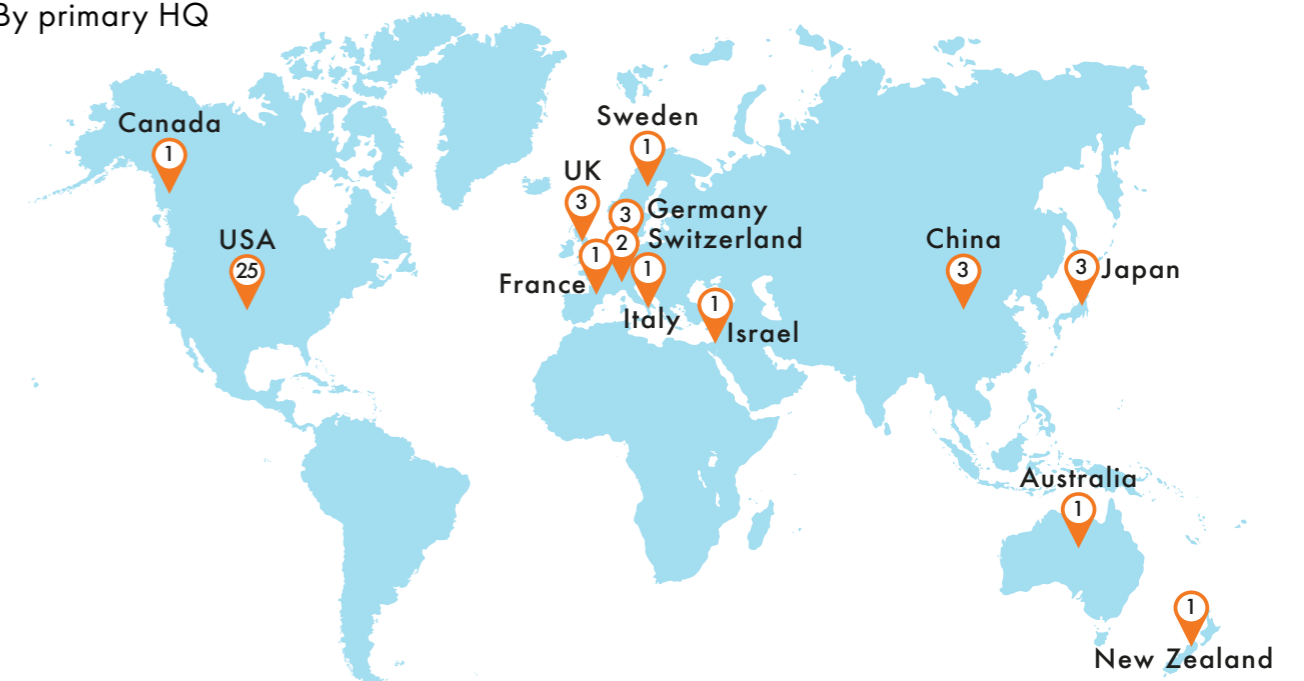 By primary HQ
Canada
1
Sweden
1
UK
3
3 Germany
2 Switzerland
USA
25
1
France
1
Italy
1
Israel
China
3
3 Japan
Australia
1
1
New Zealand